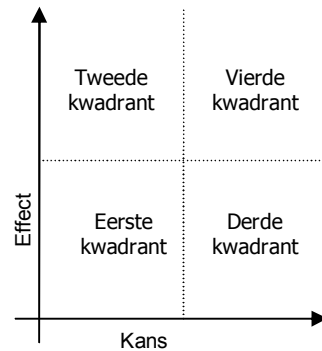 Tweede
kwadrant
Vierde
kwadrant
Effect
Eerste
kwadrant
Derde
kwadrant
Kans